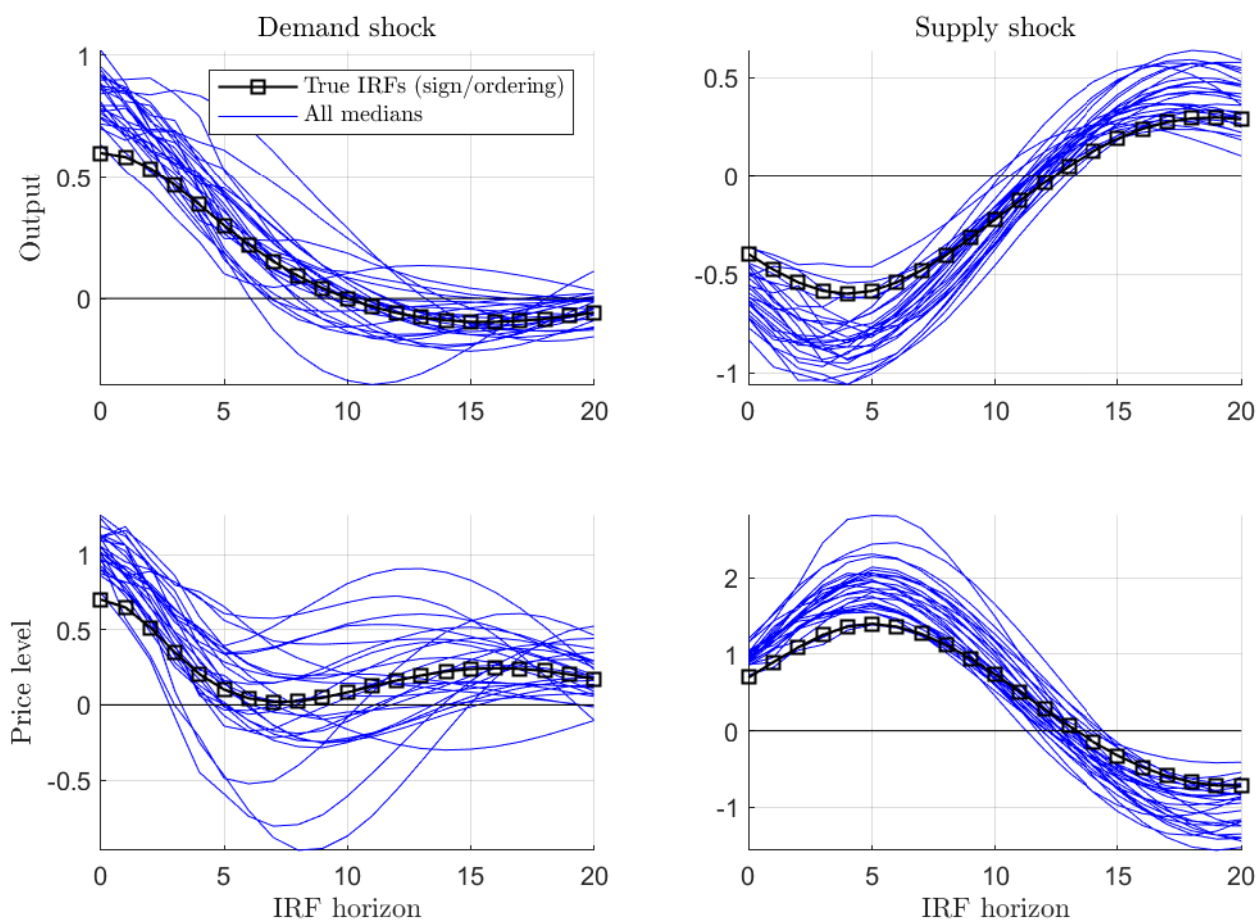 Demand shock
Supply shock
True IRFs (sign/ordering)
All medians
Output
1
0.5
0
0 5 10 15 20
0.5
0
-0.5
-1
0 5 10 15 20
Price level
1
0.5
0
-0.5
0 5 10 15 20
IRF horizon
2
1
0
-1
0 5 10 15 20
IRF horizon